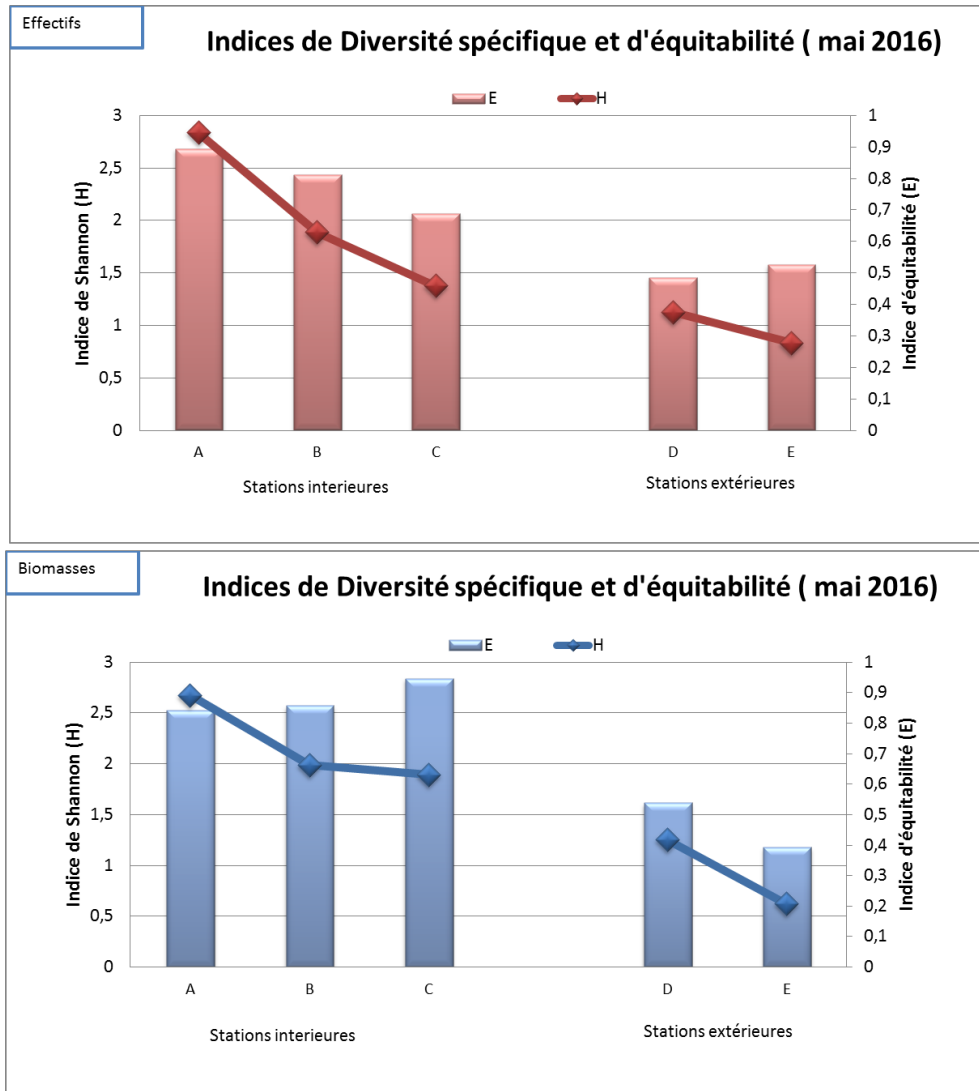 Effectifs
Indices de Diversité spécifique et d'équitabilité ( mai 2016)
E H
Indice de Shannon (H)
3
2,5
2
1,5
1
0,5
0
1
0,9
0,8
0,7
0,6
0,5
0,4
0,3
0,2
0,1
0
Indice d'équitabilité (E)
A B C D E
Stations interieures Stations extérieures
Biomasses
Indices de Diversité spécifique et d'équitabilité ( mai 2016)
E H
Indice de Shannon (H)
3
2,5
2
1,5
1
0,5
0
1
0,9
0,8
0,7
0,6
0,5
0,4
0,3
0,2
0,1
0
Indice d'équitabilité (E)
A B C D E
Stations interieures Stations extérieures